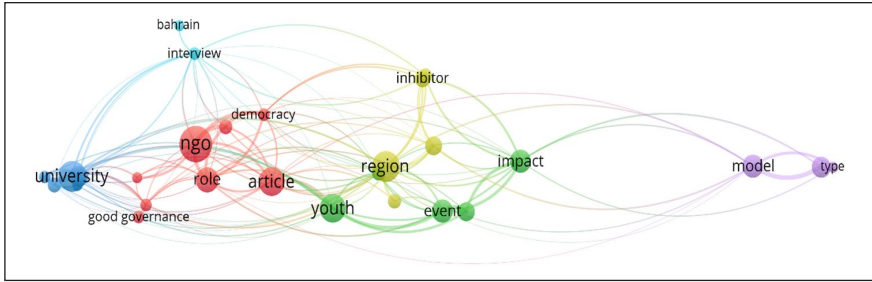 bahrain
interview
inhibitor
democracy
ngo
region
impact
university
role
article
model
type
youth
event
good governance